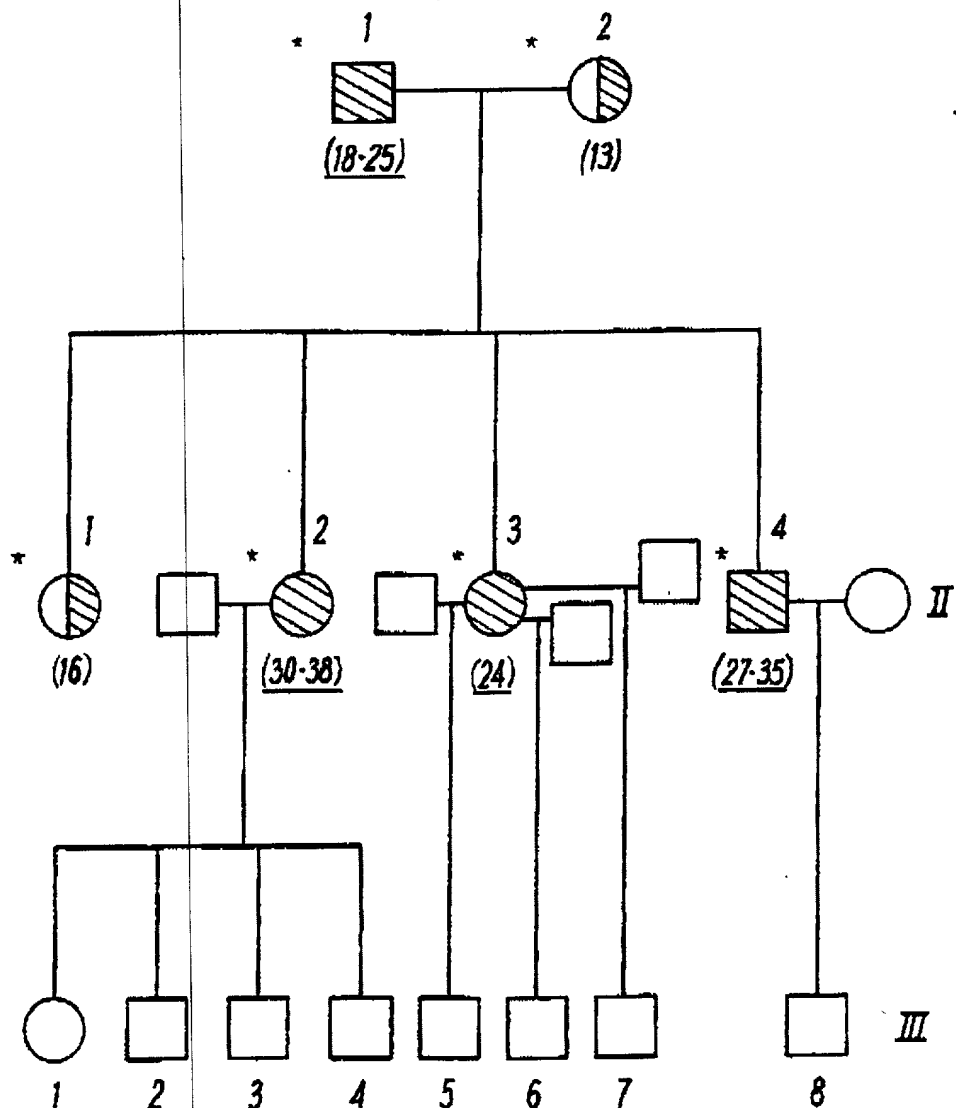 * 1 * 2
(18-25) (13)
* 1 * 2 * 3 * 4
II
(16) (30-38) (24) (27-35)
III
1 2 3 4 5 6 7 8